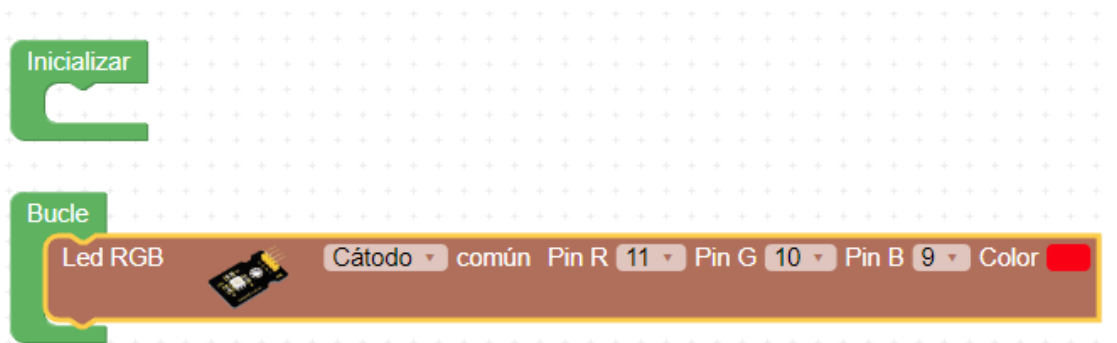 Inicializar
Bucle
Led RGB Cátodo común Pin R 11 Pin G 10 Pin B 9 Color